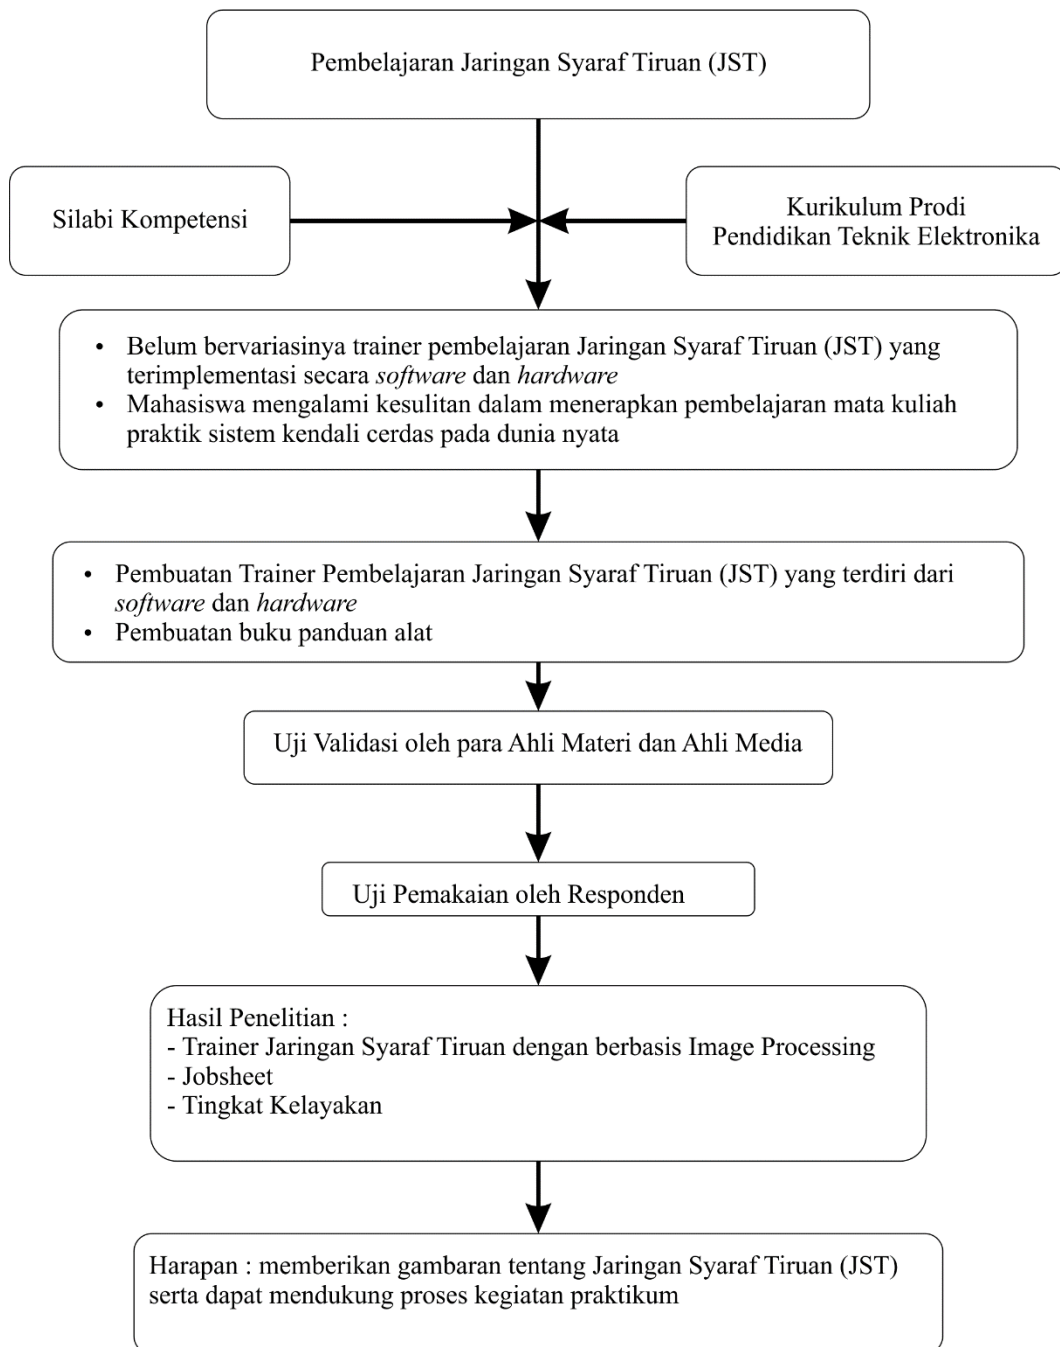 Pembelajaran Jaringan Syaraf Tiruan (JST)
Silabi Kompetensi
Kurikulum Prodi
Pendidikan Teknik Elektronika
• Belum bervariasinya trainer pembelajaran Jaringan Syaraf Tiruan (JST) yang
terimplementasi secara software dan hardware
• Mahasiswa mengalami kesulitan dalam menerapkan pembelajaran mata kuliah
praktik sistem kendali cerdas pada dunia nyata
• Pembuatan Trainer Pembelajaran Jaringan Syaraf Tiruan (JST) yang terdiri dari
software dan hardware
• Pembuatan buku panduan alat
Uji Validasi oleh para Ahli Materi dan Ahli Media
Uji Pemakaian oleh Responden
Hasil Penelitian :
- Trainer Jaringan Syaraf Tiruan dengan berbasis Image Processing
- Jobsheet
- Tingkat Kelayakan
Harapan : memberikan gambaran tentang Jaringan Syaraf Tiruan (JST)
serta dapat mendukung proses kegiatan praktikum